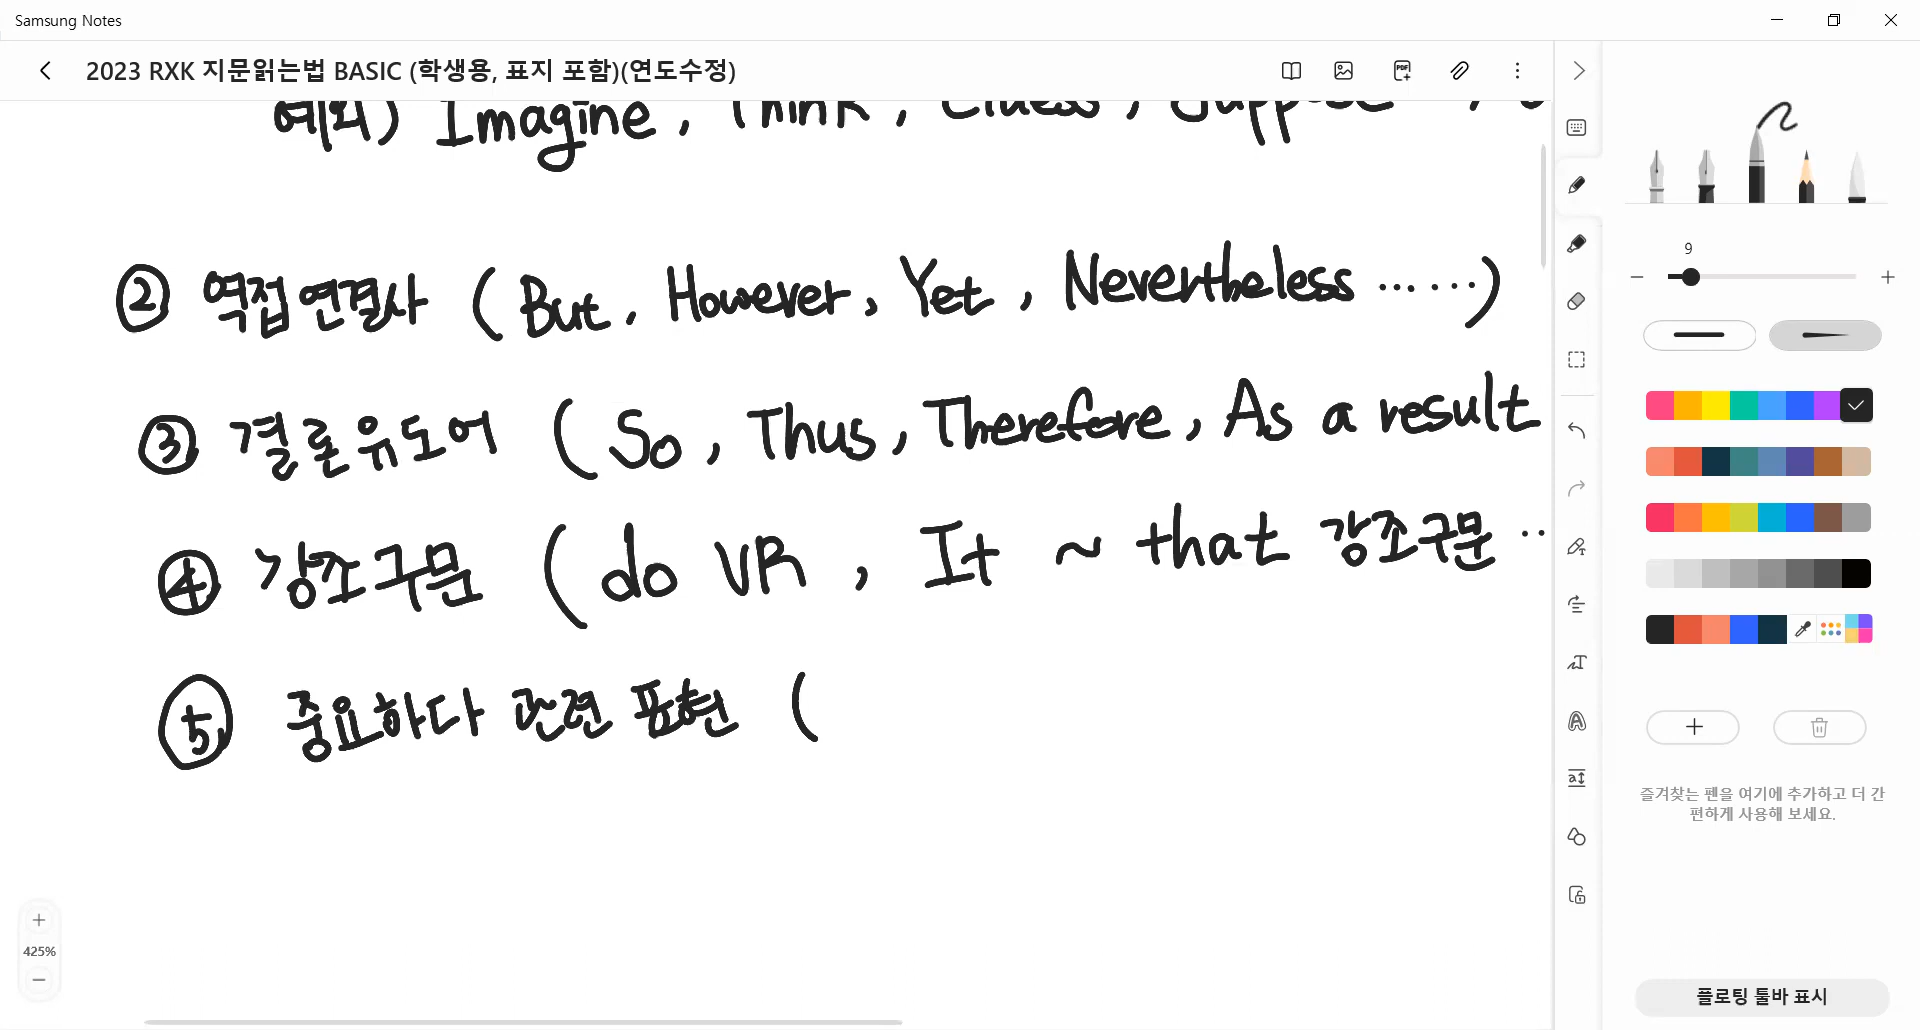 Samsung Notes
2023 RXK 지문읽는법 BASIC (학생용, 표지 포함)(연도수정)
예외) Imagine, Think, Guess, Suppose
② 역접 연결사 (But, However, Yet, Nevertheless ......)
③ 결론 유도어 (So, Thus, Therefore, As a result
④ 강조구문 (do VR, It ~ that 강조구문 ..
⑤ 중요하다 관련 표현 (
9
즐겨찾는 펜을 여기에 추가하고 더 간
편하게 사용해 보세요.
425%
플로팅 툴바 표시